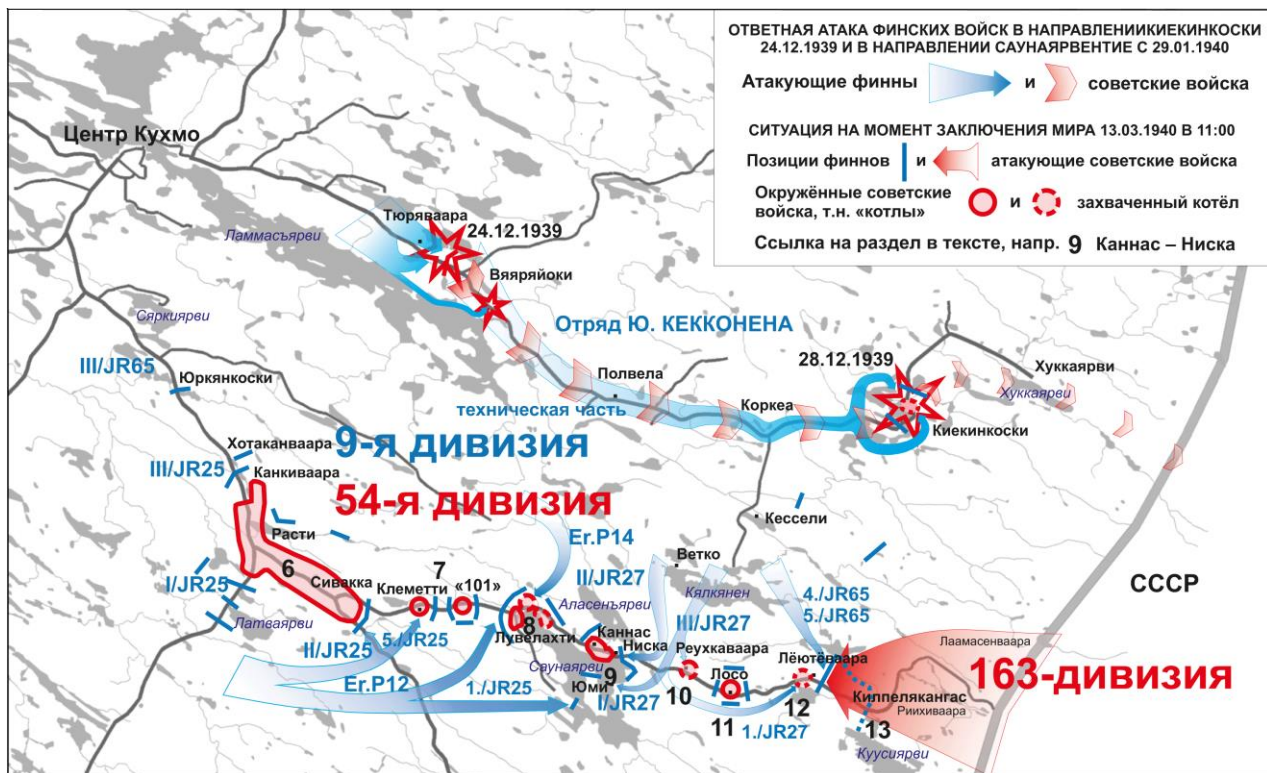 ОТВЕТНАЯ АТАКА ФИНСКИХ ВОЙСК В НАПРАВЛЕНИИКИЕКИНКОСКИ
24.12.1939 И В НАПРАВЛЕНИИ САУНАЯРВЕНТИЕ С 29.01.1940
Атакующие финны и советские войска
СИТУАЦИЯ НА МОМЕНТ ЗАКЛЮЧЕНИЯ МИРА 13.03.1940 В 11:00
Позиции финнов и атакующие советские войска
Окружённые советские
войска, т.н. «котлы» и захваченный котёл
Ссылка на раздел в тексте, напр. 9 Каннас – Ниска
Центр Кухмо
Тюряваара
24.12.1939
Ламмасъярви
Вяяряйоки
Сяркиярви
Отряд Ю. КЕККОНЕНА
28.12.1939
Хуккаярви
Хуккаярви
III/JR65
Юркянкоски
Полвела
техническая часть
Коркеа
Киекинкоски
Хотаканваара
9-я дивизия
III/JR25
Канкиваара
54-я дивизия
Кессели
Расти
Er.P14
Ветко
СССР
6
7
I/JR25
Сивакка
Клеметти
«101»
II/JR27
Аласенъярви
Кялкянен
4./JR65
5./JR65
Латваярви
8
Лувелахти
III/JR27
Лаамасенваара
II/JR25
5./JR25
Каннас
Ниска
Реухкаваара
Лёютёваара
163-дивизия
Саунаярви
9
Лосо
Er.P12
1./JR25
Юми
I/JR27
10
11
12
Килпелякангас
Риихиваара
1./JR27
13
Куусиярви